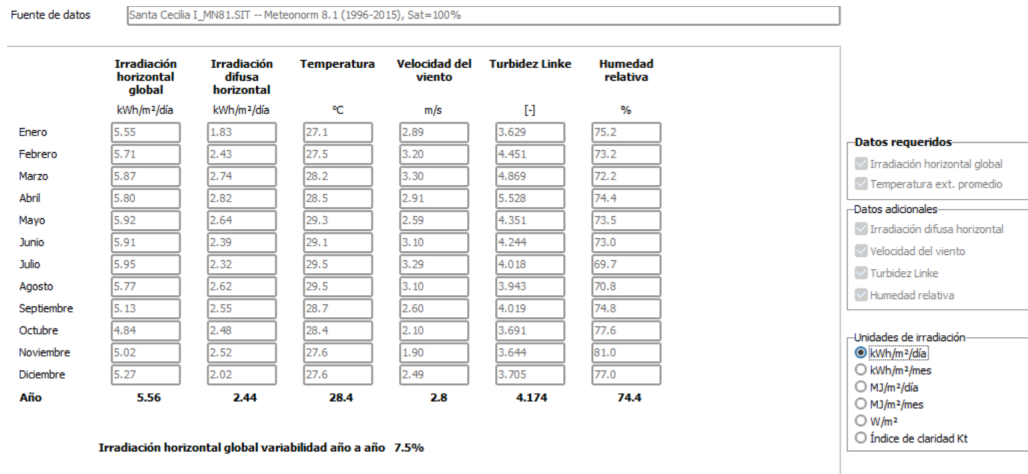 Fuente de datos Santa Cecilia I_MN81.SIT -- Meteonorm 8.1 (1996-2015), Sat=100%
Irradiación horizontal global Irradiación difusa horizontal Temperatura Velocidad del viento Turbidez Linke Humedad relativa
kWh/m²/día kWh/m²/día °C m/s [-] %
Enero 5.55 1.83 27.1 2.89 3.629 75.2
Febrero 5.71 2.43 27.5 3.20 4.451 73.2
Marzo 5.87 2.74 28.2 3.30 4.869 72.2
Abril 5.80 2.82 28.5 2.91 5.528 74.4
Mayo 5.92 2.64 29.3 2.59 4.351 73.5
Junio 5.91 2.39 29.1 3.10 4.244 73.0
Julio 5.95 2.32 29.5 3.29 4.018 69.7
Agosto 5.77 2.62 29.5 3.10 3.943 70.8
Septiembre 5.13 2.55 28.7 2.60 4.019 74.8
Octubre 4.84 2.48 28.4 2.10 3.691 77.6
Noviembre 5.02 2.52 27.6 1.90 3.644 81.0
Diciembre 5.27 2.02 27.6 2.49 3.705 77.0
Año 5.56 2.44 28.4 2.8 4.174 74.4
Irradiación horizontal global variabilidad año a año 7.5%
Datos requeridos
Irradiación horizontal global
Temperatura ext. promedio
Datos adicionales
Irradiación difusa horizontal
Velocidad del viento
Turbidez Linke
Humedad relativa
Unidades de irradiación
kWh/m²/día
kWh/m²/mes
MJ/m²/día
MJ/m²/mes
W/m²
Índice de claridad Kt